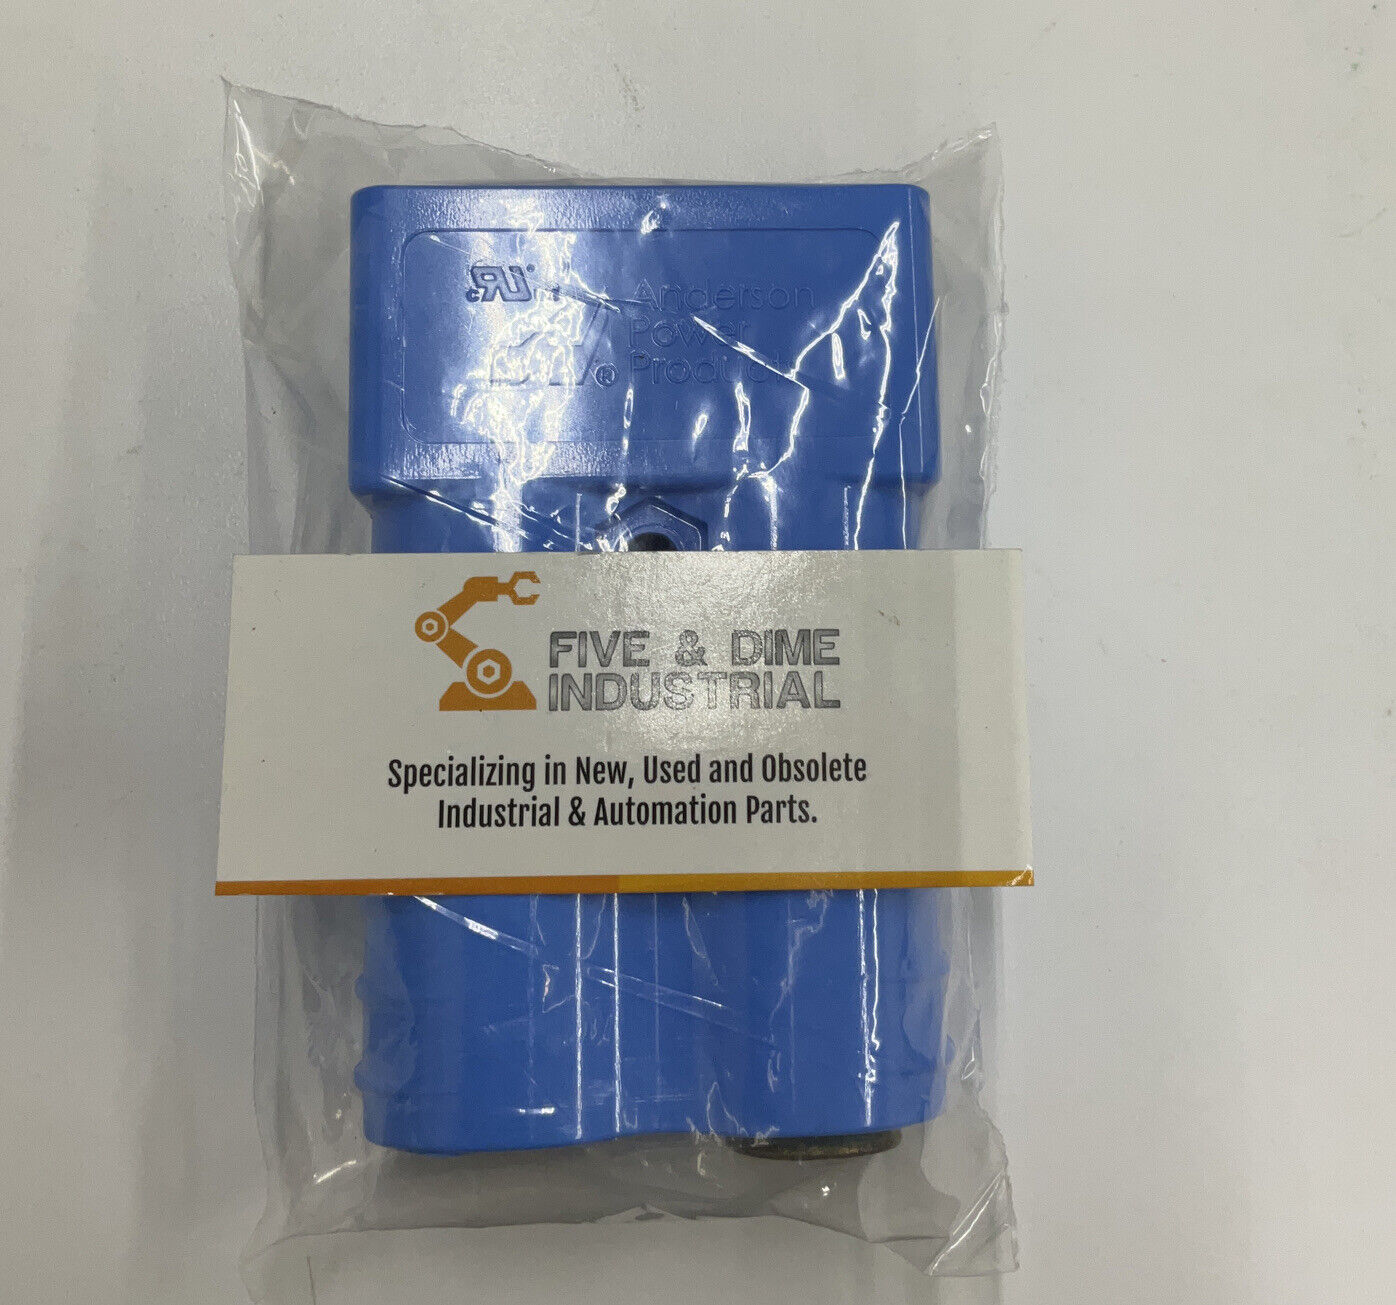 Anderson
Power
Products
®
FIVE & DIME
INDUSTRIAL
Specializing in New, Used and Obsolete
Industrial & Automation Parts.